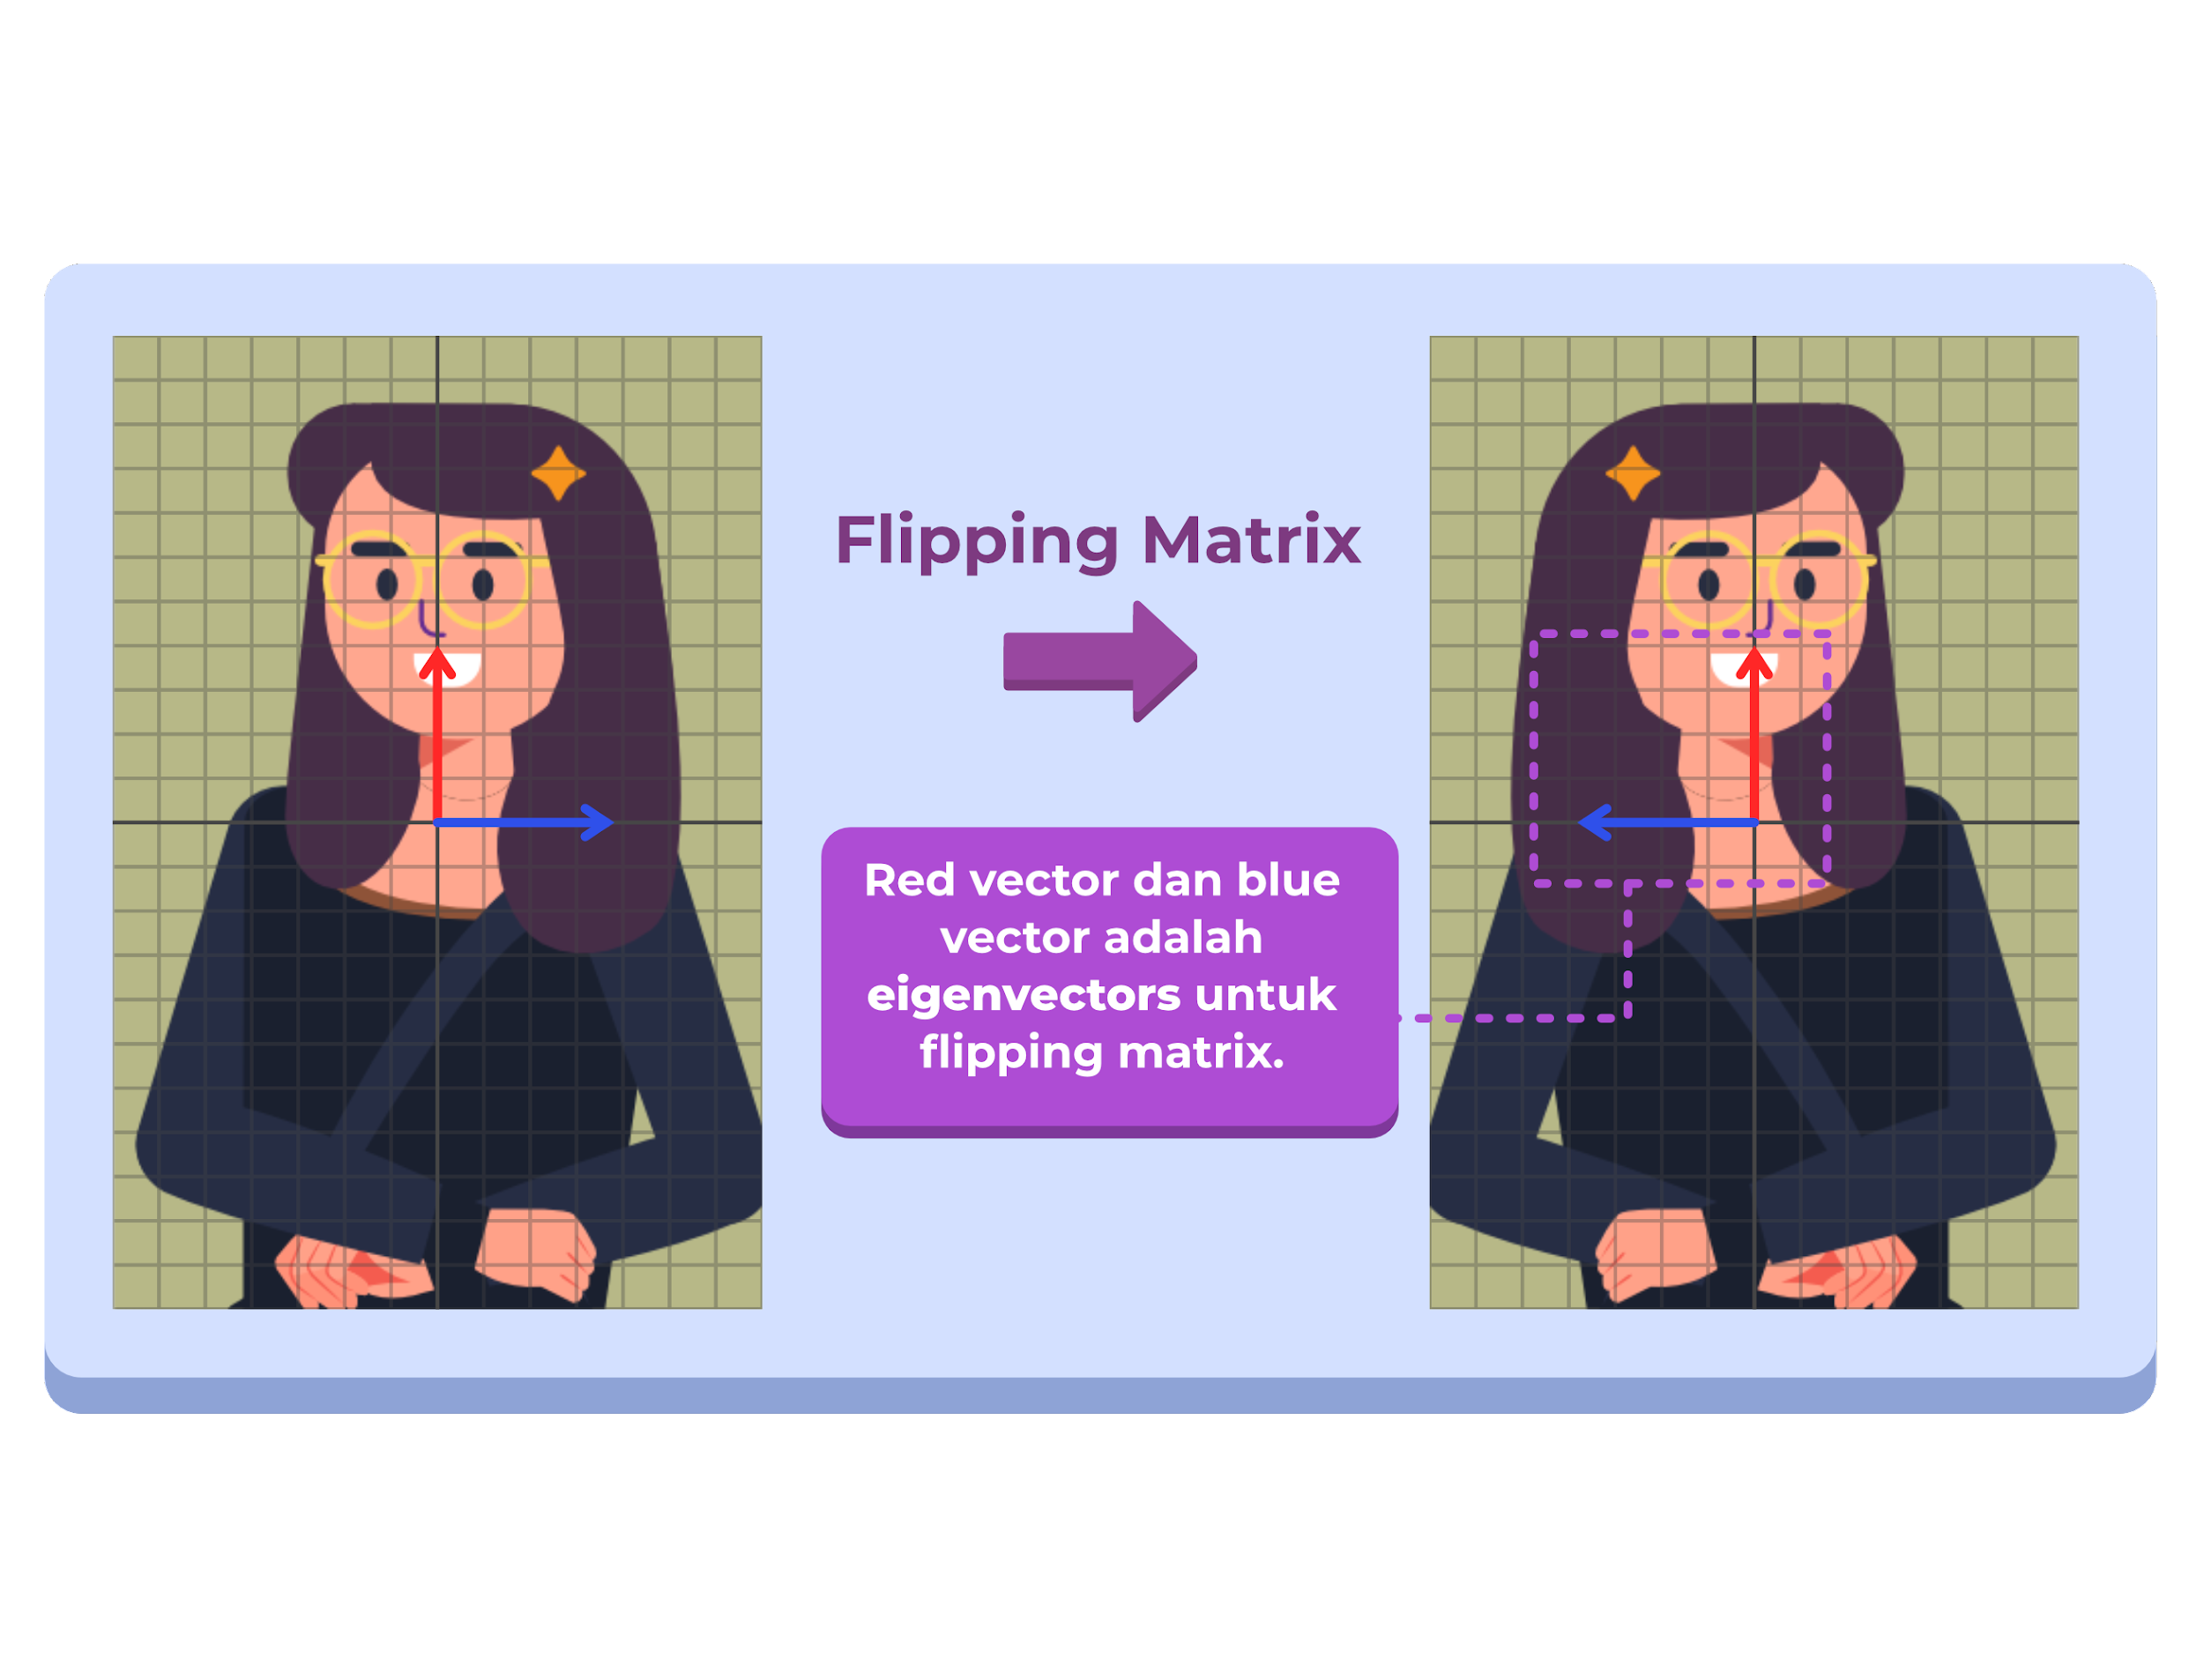 Flipping Matrix
Red vector dan blue
vector adalah
eigenvectors untuk
flipping matrix.